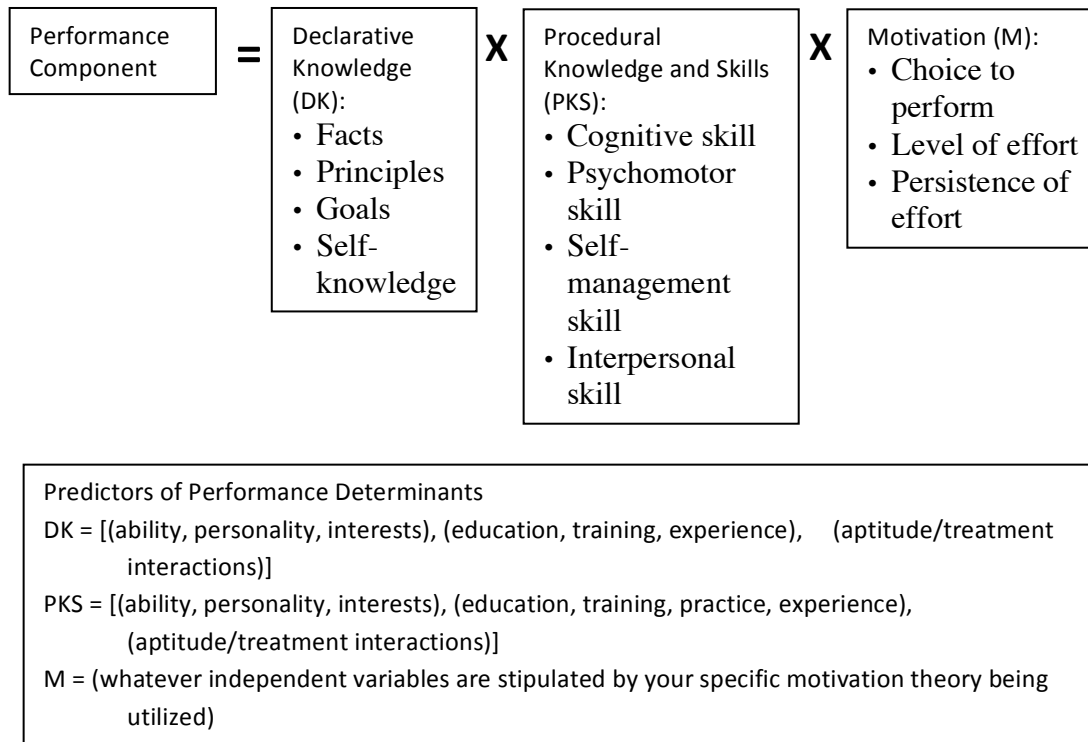 Performance
Component
=
Declarative
Knowledge
(DK):
• Facts
• Principles
• Goals
• Self-
knowledge
X
Procedural
Knowledge and Skills
(PKS):
• Cognitive skill
• Psychomotor
skill
• Self-
management
skill
• Interpersonal
skill
X
Motivation (M):
• Choice to
perform
• Level of effort
• Persistence of
effort
Predictors of Performance Determinants
DK = [(ability, personality, interests), (education, training, experience), (aptitude/treatment
interactions)]
PKS = [(ability, personality, interests), (education, training, practice, experience),
(aptitude/treatment interactions)]
M = (whatever independent variables are stipulated by your specific motivation theory being
utilized)